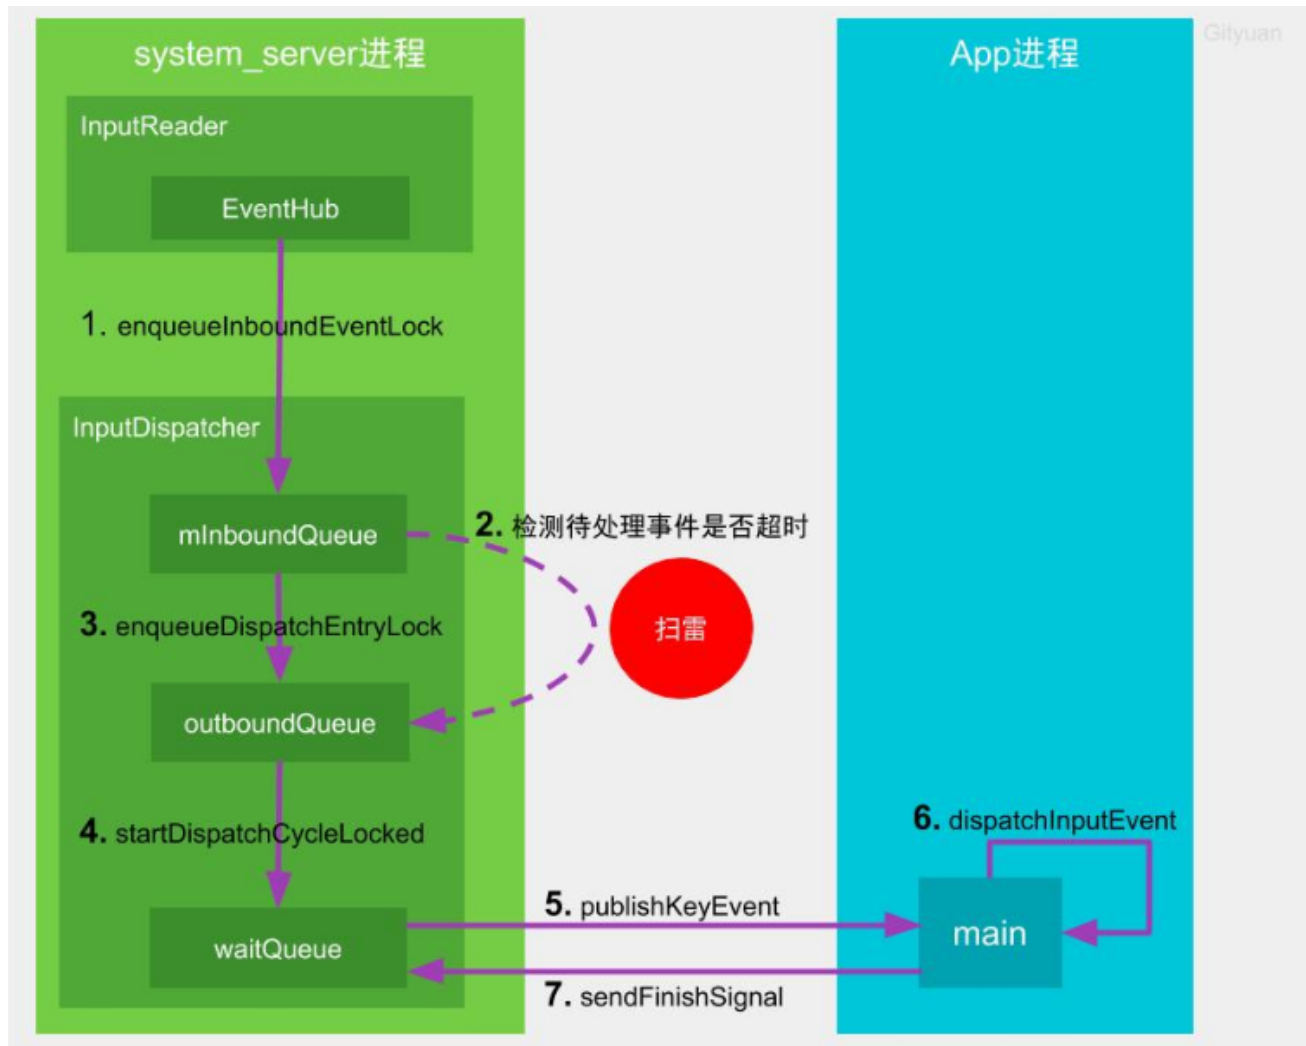 system_server进程
App进程
Gityuan
InputReader
EventHub
1. enqueueInboundEventLock
InputDispatcher
mInboundQueue
2. 检测待处理事件是否超时
3. enqueueDispatchEntryLock
扫雷
outboundQueue
4. startDispatchCycleLocked
6. dispatchInputEvent
5. publishKeyEvent
waitQueue
main
7. sendFinishSignal